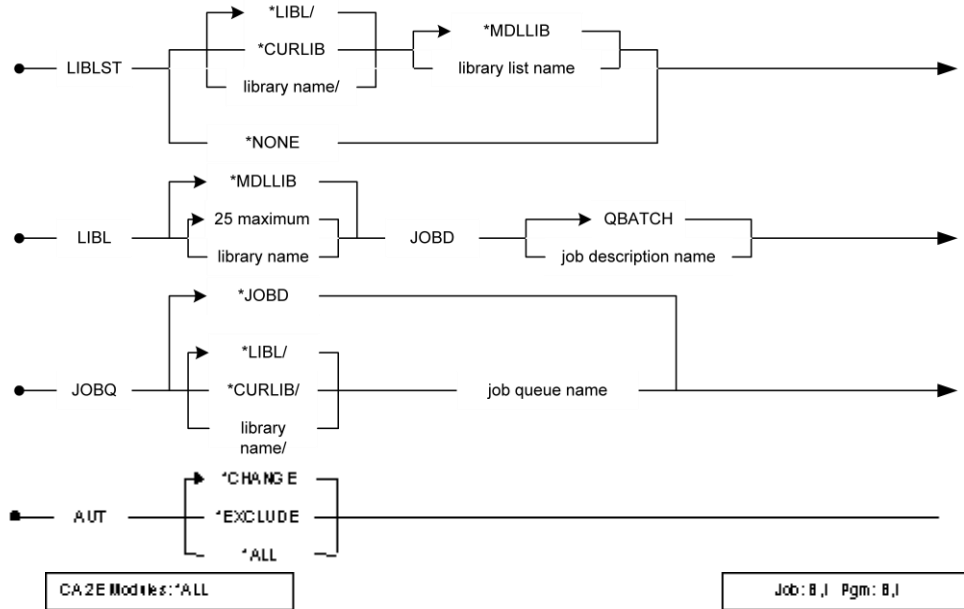 *LIBL/
*CURLIB
library name/
*MDLLIB
library list name
LIBLST
*NONE
*MDLLIB
25 maximum
library name
LIBL
JOBD
QBATCH
job description name
*JOBD
*LIBL/
*CURLIB/
library
name/
JOBQ
job queue name
*CHANGE
*EXCLUDE
*ALL
AUT
CA2E Modules: *ALL
Job: B,I Pgm: B,I